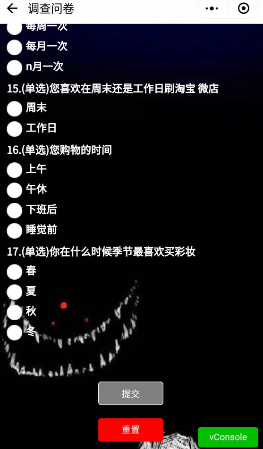 调查问卷
每周一次
每月一次
n月一次
15.(单选)您喜欢在周末还是工作日刷淘宝 微店
周末
工作日
16.(单选)您购物的时间
上午
午休
下班后
睡觉前
17.(单选)你在什么时候季节最喜欢买彩妆
春
夏
秋
冬
提交
重置
vConsole